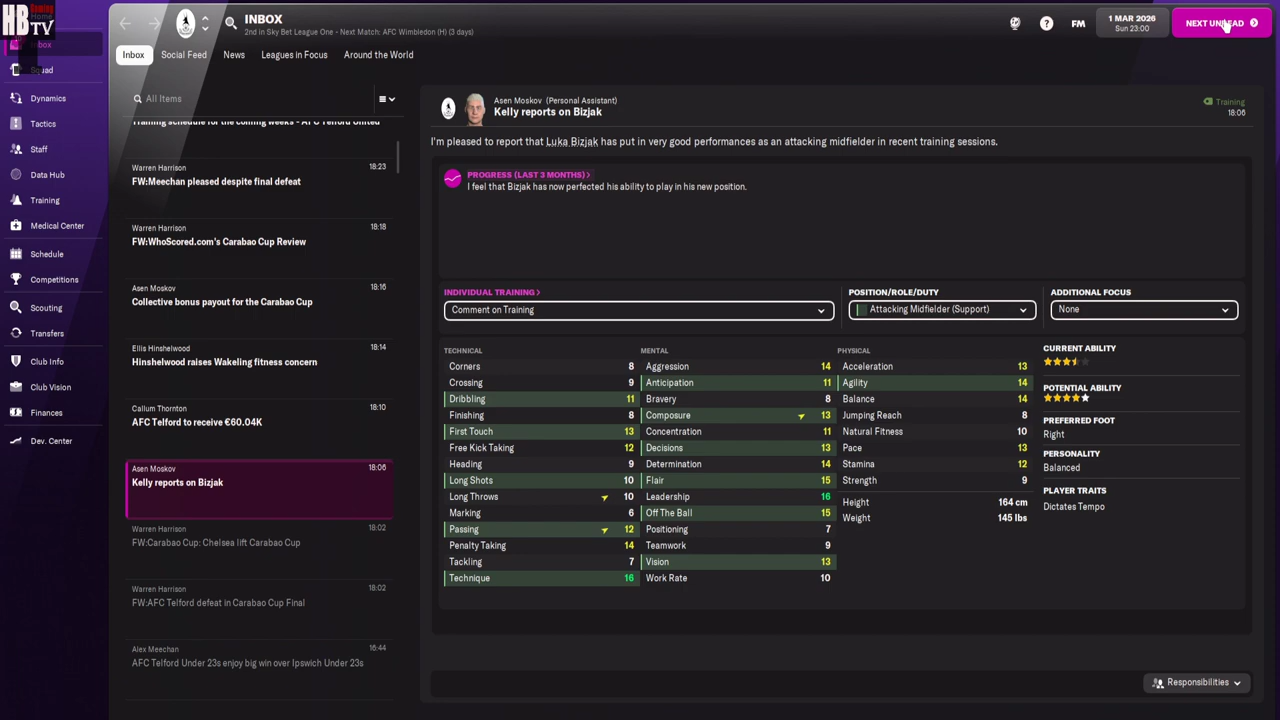 HB Gaming Home
TV
INBOX
2nd in Sky Bet League One - Next Match: AFC Wimbledon (H) (3 days)
FM
1 MAR 2026
Sun 23:00
NEXT UNREAD
Inbox
Squad
Dynamics
Tactics
Staff
Data Hub
Training
Medical Center
Schedule
Competitions
Scouting
Transfers
Club Info
Club Vision
Finances
Dev. Center
Inbox
Social Feed
News
Leagues in Focus
Around the World
All Items
Training schedule for the coming weeks - AFC Telford United
Warren Harrison 18:23
FW:Meechan pleased despite final defeat
Warren Harrison 18:18
FW:WhoScored.com's Carabao Cup Review
Asen Moskov 18:16
Collective bonus payout for the Carabao Cup
Ellis Hinshelwood 18:14
Hinshelwood raises Wakeling fitness concern
Callum Thornton 18:10
AFC Telford to receive €60.04K
Asen Moskov 18:06
Kelly reports on Bizjak
Warren Harrison 18:02
FW:Carabao Cup: Chelsea lift Carabao Cup
Warren Harrison 18:02
FW:AFC Telford defeat in Carabao Cup Final
Alex Meechan 16:44
AFC Telford Under 23s enjoy big win over Ipswich Under 23s
Asen Moskov (Personal Assistant)
Kelly reports on Bizjak
Training
18:06
I'm pleased to report that Luka Bizjak has put in very good performances as an attacking midfielder in recent training sessions.
PROGRESS (LAST 3 MONTHS)
I feel that Bizjak has now perfected his ability to play in his new position.
INDIVIDUAL TRAINING
Comment on Training
POSITION/ROLE/DUTY
Attacking Midfielder (Support)
ADDITIONAL FOCUS
None
TECHNICAL
Corners 8
Crossing 9
Dribbling 11
Finishing 8
First Touch 13
Free Kick Taking 12
Heading 9
Long Shots 10
Long Throws 10
Marking 6
Passing 12
Penalty Taking 14
Tackling 7
Technique 16
MENTAL
Aggression 14
Anticipation 11
Bravery 8
Composure 13
Concentration 11
Decisions 13
Determination 14
Flair 15
Leadership 16
Off The Ball 15
Positioning 7
Teamwork 9
Vision 13
Work Rate 10
PHYSICAL
Acceleration 13
Agility 14
Balance 14
Jumping Reach 8
Natural Fitness 10
Pace 13
Stamina 12
Strength 9
Height 164 cm
Weight 145 lbs
CURRENT ABILITY
POTENTIAL ABILITY
PREFERRED FOOT
Right
PERSONALITY
Balanced
PLAYER TRAITS
Dictates Tempo
Responsibilities